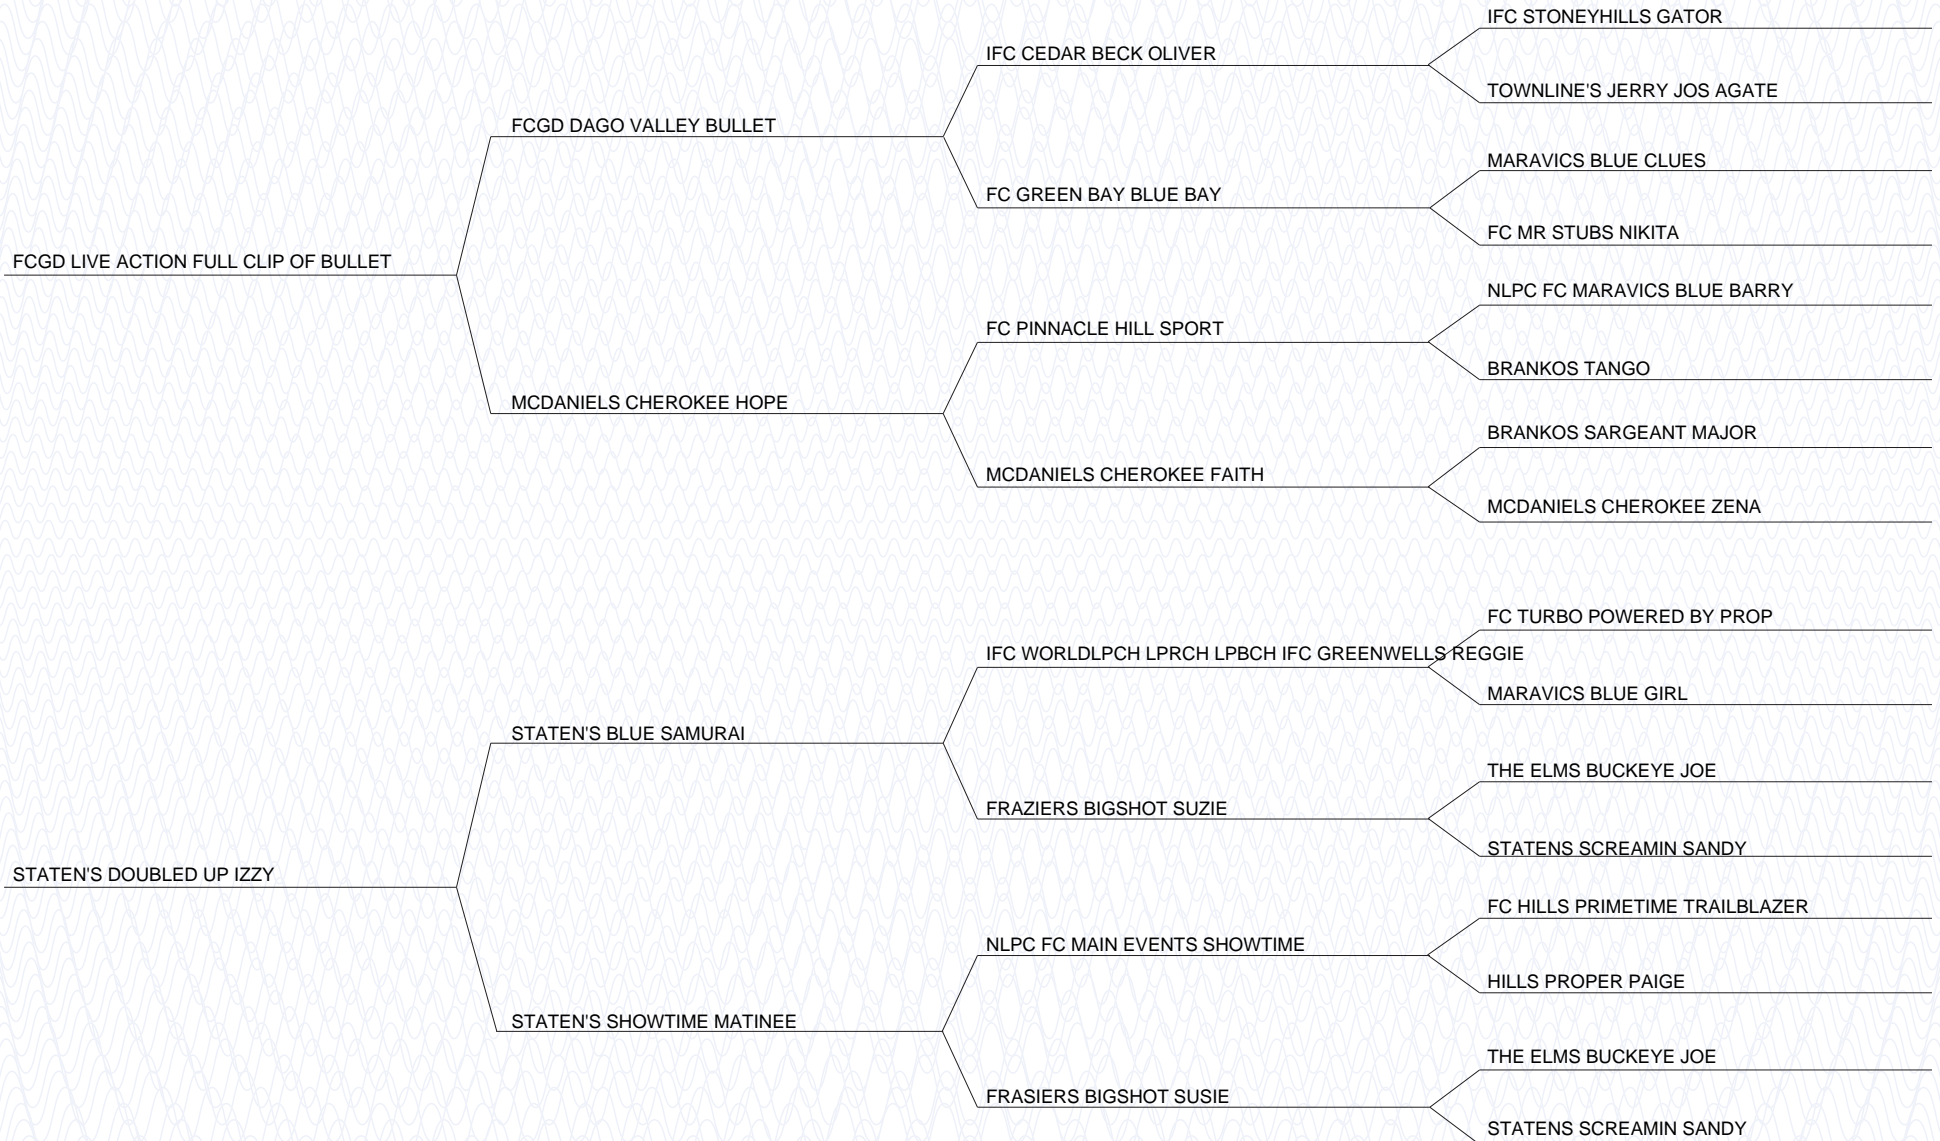 IFC STONEYHILLS GATOR
IFC CEDAR BECK OLIVER
TOWNLINE'S JERRY JOS AGATE
FCGD DAGO VALLEY BULLET
MARAVICS BLUE CLUES
FC GREEN BAY BLUE BAY
FC MR STUBS NIKITA
FCGD LIVE ACTION FULL CLIP OF BULLET
NLPC FC MARAVICS BLUE BARRY
FC PINNACLE HILL SPORT
BRANKOS TANGO
MCDANIELS CHEROKEE HOPE
BRANKOS SARGEANT MAJOR
MCDANIELS CHEROKEE FAITH
MCDANIELS CHEROKEE ZENA
FC TURBO POWERED BY PROP
IFC WORLDLPCH LPRCH LPBCH IFC GREENWELLS REGGIE
MARAVICS BLUE GIRL
STATEN'S BLUE SAMURAI
THE ELMS BUCKEYE JOE
FRAZIERS BIGSHOT SUZIE
STATENS SCREAMIN SANDY
STATEN'S DOUBLED UP IZZY
FC HILLS PRIMETIME TRAILBLAZER
NLPC FC MAIN EVENTS SHOWTIME
HILLS PROPER PAIGE
STATEN'S SHOWTIME MATINEE
THE ELMS BUCKEYE JOE
FRASIERS BIGSHOT SUSIE
STATENS SCREAMIN SANDY